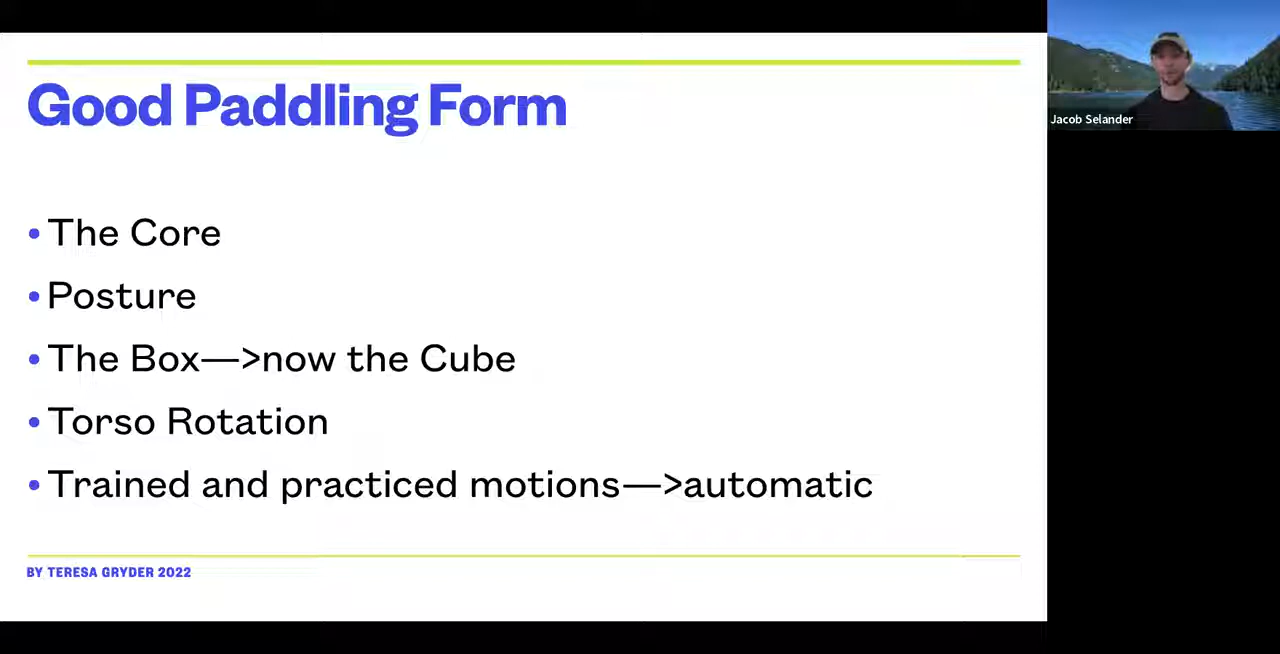 Good Paddling Form
• The Core
• Posture
• The Box—>now the Cube
• Torso Rotation
• Trained and practiced motions—>automatic
BY TERESA GRYDER 2022
Jacob Selander